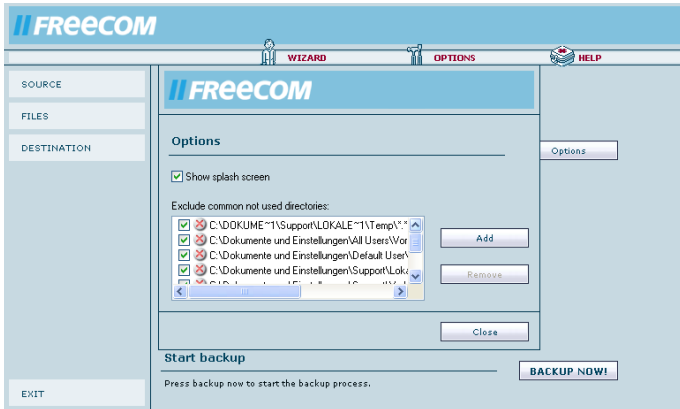 FREECOM
WIZARD
OPTIONS
HELP
SOURCE
FILES
DESTINATION
EXIT
FREECOM
Options
Show splash screen
Exclude common not used directories:
C:\DOKUME~1\Support\LOKALE~1\Temp\*.*
C:\Dokumente und Einstellungen\All Users\Vor
C:\Dokumente und Einstellungen\Default User\
C:\Dokumente und Einstellungen\Support\Loka
Add
Remove
Close
Options
Start backup
Press backup now to start the backup process.
BACKUP NOW!